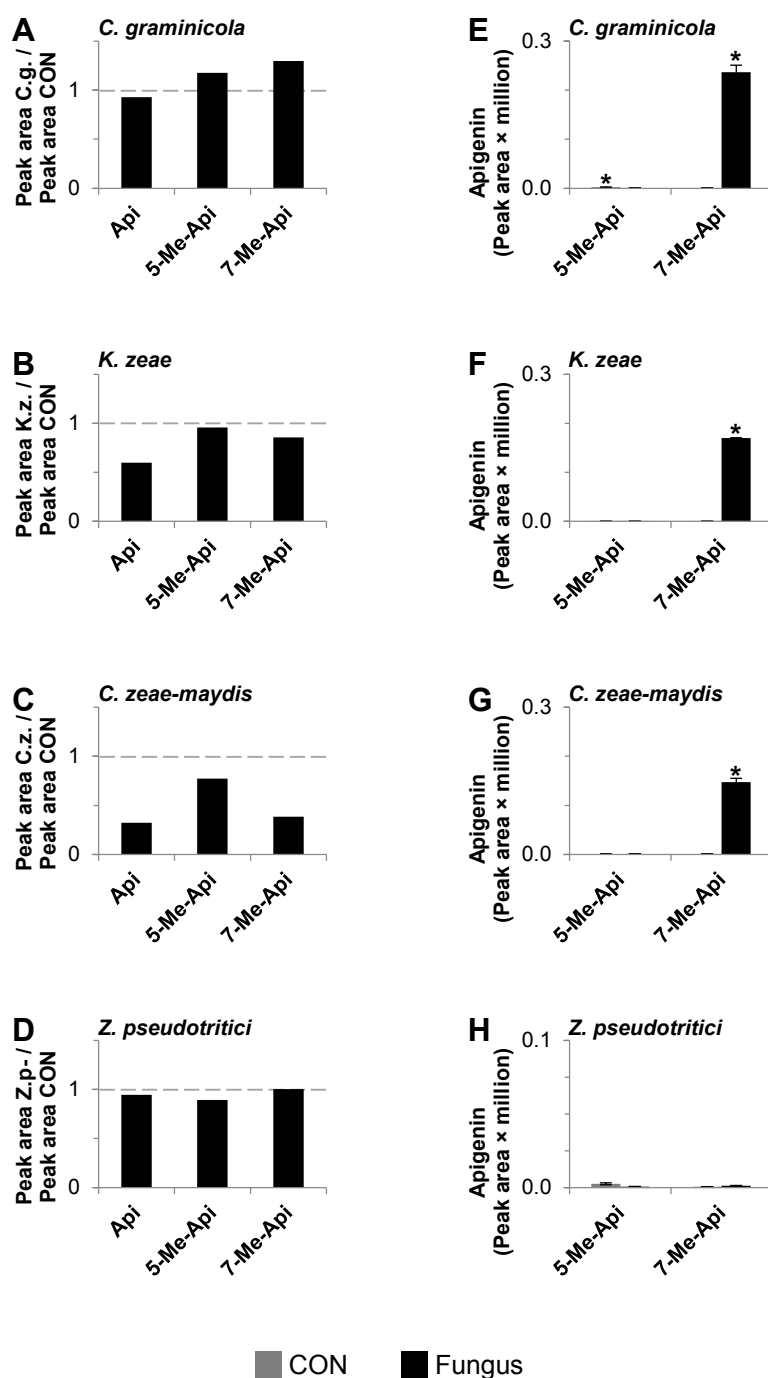 A
C. graminicola
Peak area C.g. /
Peak area CON
1
0
Api
5-Me-Api
7-Me-Api
E
C. graminicola
Apigenin
(Peak area × million)
0.3
0.0
*
*
5-Me-Api
7-Me-Api
B
K. zeae
Peak area K.z. /
Peak area CON
1
0
Api
5-Me-Api
7-Me-Api
F
K. zeae
Apigenin
(Peak area × million)
0.3
0.0
*
5-Me-Api
7-Me-Api
C
C. zeae-maydis
Peak area C.z. /
Peak area CON
1
0
Api
5-Me-Api
7-Me-Api
G
C. zeae-maydis
Apigenin
(Peak area × million)
0.3
0.0
*
5-Me-Api
7-Me-Api
D
Z. pseudotritici
Peak area Z.p- /
Peak area CON
1
0
Api
5-Me-Api
7-Me-Api
H
Z. pseudotritici
Apigenin
(Peak area × million)
0.1
0.0
5-Me-Api
7-Me-Api
CON
Fungus